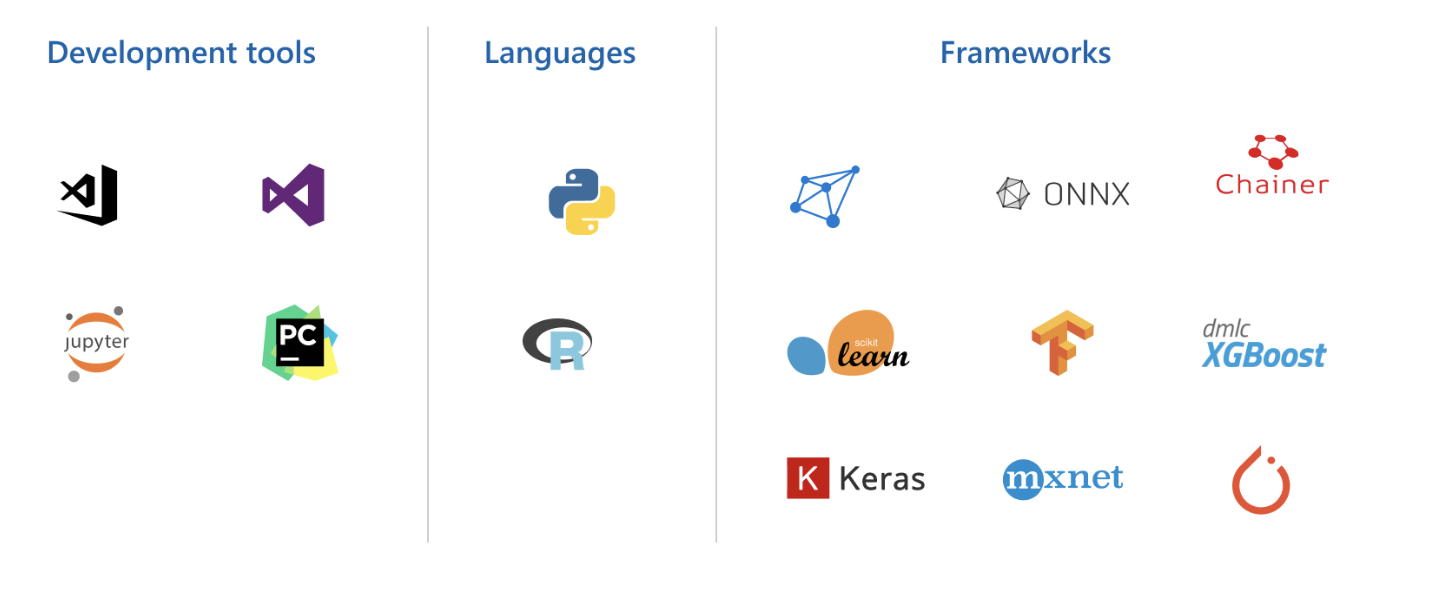 Development tools
Languages
Frameworks
ONNX
Chainer
jupyter
PC
R
scikit
learn
dmlc
XGBoost
K Keras
mxnet